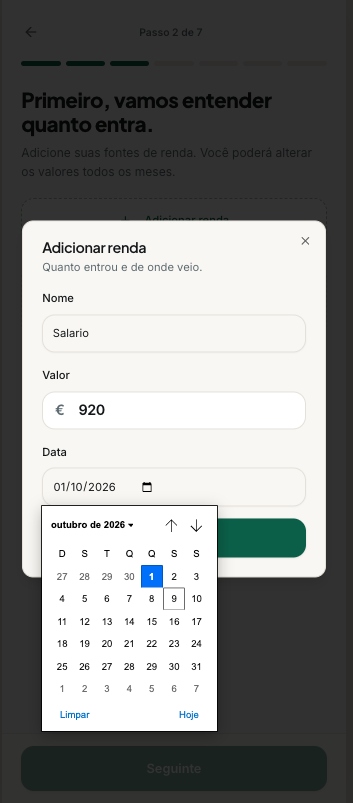 Passo 2 de 7
Primeiro, vamos entender
quanto entra.
Adicione suas fontes de renda. Você poderá alterar
os valores todos os meses.
Adicionar renda
Adicionar renda
Quanto entrou e de onde veio.
Nome
Salario
Valor
€ 920
Data
01/10/2026
outubro de 2026
D S T Q Q S S
27 28 29 30 1 2 3
4 5 6 7 8 9 10
11 12 13 14 15 16 17
18 19 20 21 22 23 24
25 26 27 28 29 30 31
1 2 3 4 5 6 7
Limpar Hoje
Seguinte